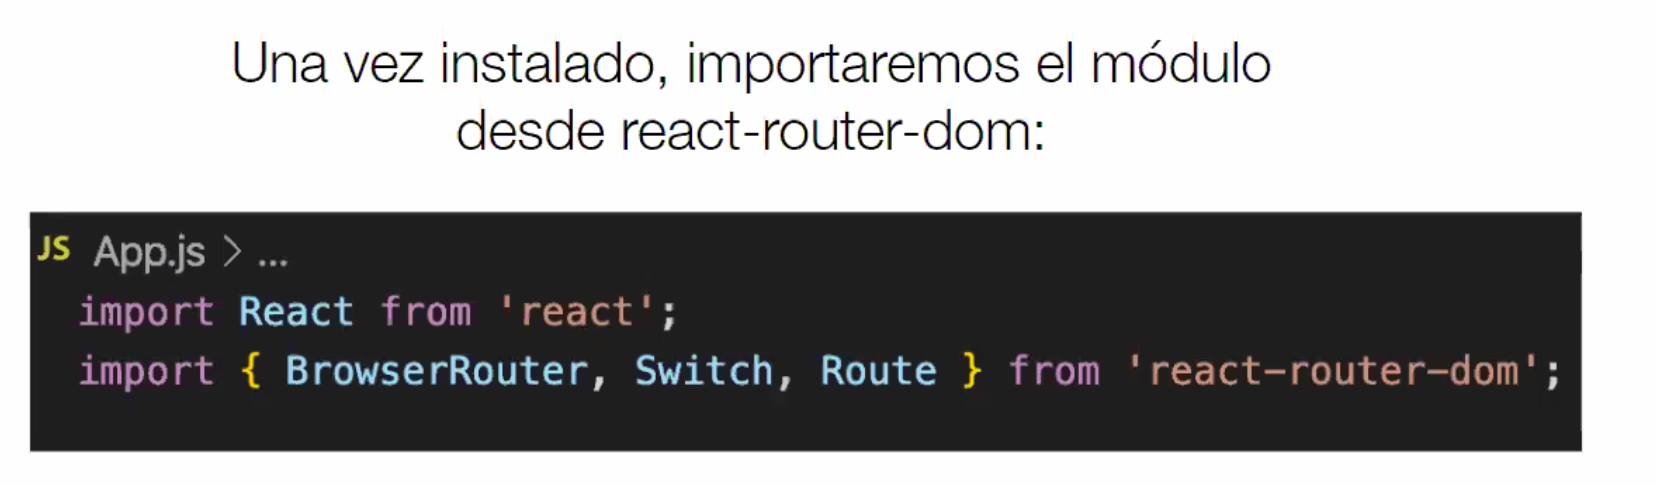 Una vez instalado, importaremos el módulo
desde react-router-dom:
JS App.js > ...
import React from 'react';
import { BrowserRouter, Switch, Route } from 'react-router-dom';